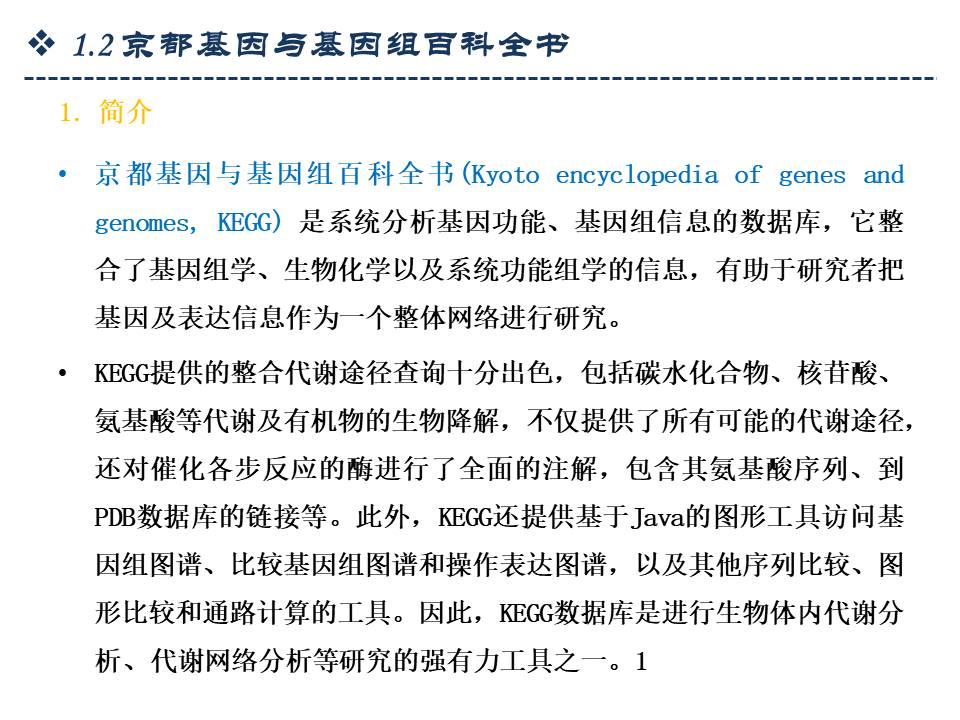 ❖ 1.2京都基因与基因组百科全书
1. 简介
• 京都基因与基因组百科全书(Kyoto encyclopedia of genes and
genomes, KEGG) 是系统分析基因功能、基因组信息的数据库，它整
合了基因组学、生物化学以及系统功能组学的信息，有助于研究者把
基因及表达信息作为一个整体网络进行研究。
• KEGG提供的整合代谢途径查询十分出色，包括碳水化合物、核苷酸、
氨基酸等代谢及有机物的生物降解，不仅提供了所有可能的代谢途径，
还对催化各步反应的酶进行了全面的注解，包含其氨基酸序列、到
PDB数据库的链接等。此外，KEGG还提供基于Java的图形工具访问基
因组图谱、比较基因组图谱和操作表达图谱，以及其他序列比较、图
形比较和通路计算的工具。因此，KEGG数据库是进行生物体内代谢分
析、代谢网络分析等研究的强有力工具之一。1